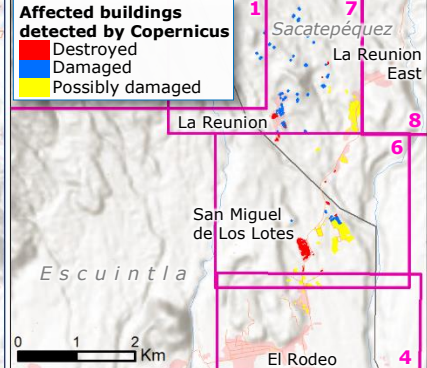 Affected buildings
detected by Copernicus
Destroyed
Damaged
Possibly damaged
1
7
Sacatepéquez
La Reunion
East
La Reunion
8
6
San Miguel
de Los Lotes
Escuintla
0 1 2
Km
El Rodeo
4